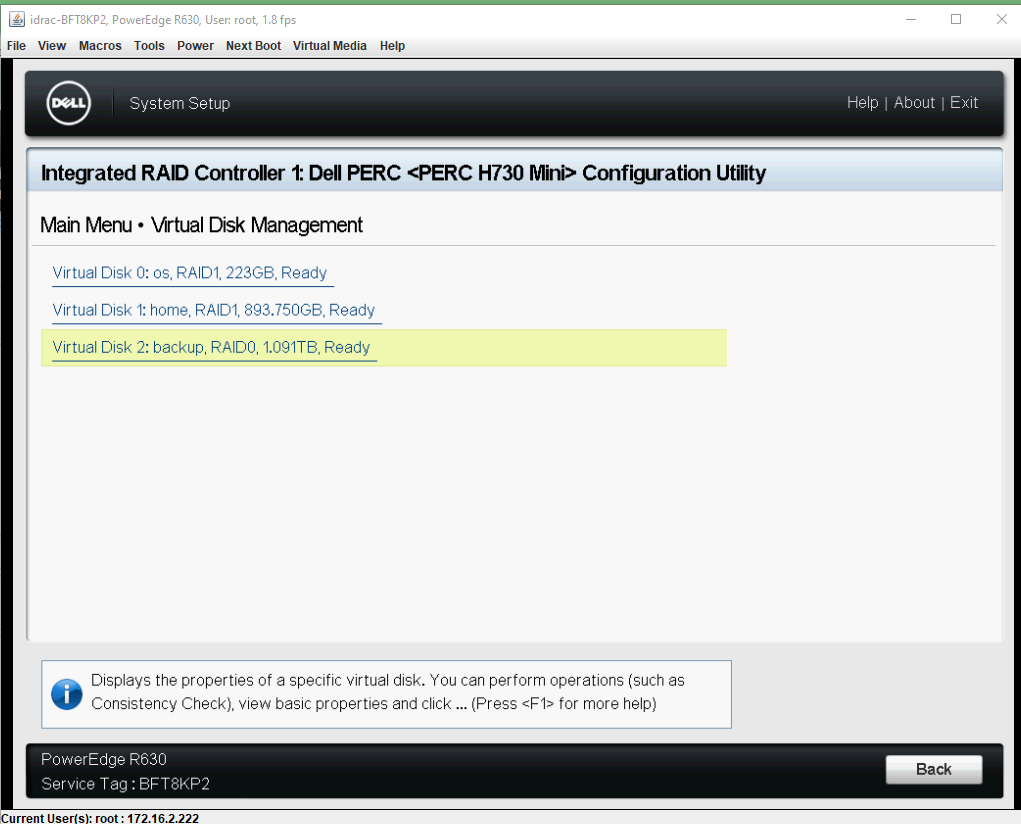 idrac-BFT8KP2, PowerEdge R630, User: root, 1.8 fps
File View Macros Tools Power Next Boot Virtual Media Help
DELL System Setup Help | About | Exit
Integrated RAID Controller 1: Dell PERC <PERC H730 Mini> Configuration Utility
Main Menu • Virtual Disk Management
Virtual Disk 0: os, RAID1, 223GB, Ready
Virtual Disk 1: home, RAID1, 893.750GB, Ready
Virtual Disk 2: backup, RAID0, 1.091TB, Ready
Displays the properties of a specific virtual disk. You can perform operations (such as
Consistency Check), view basic properties and click ... (Press <F1> for more help)
PowerEdge R630
Service Tag : BFT8KP2
Back
Current User(s): root : 172.16.2.222